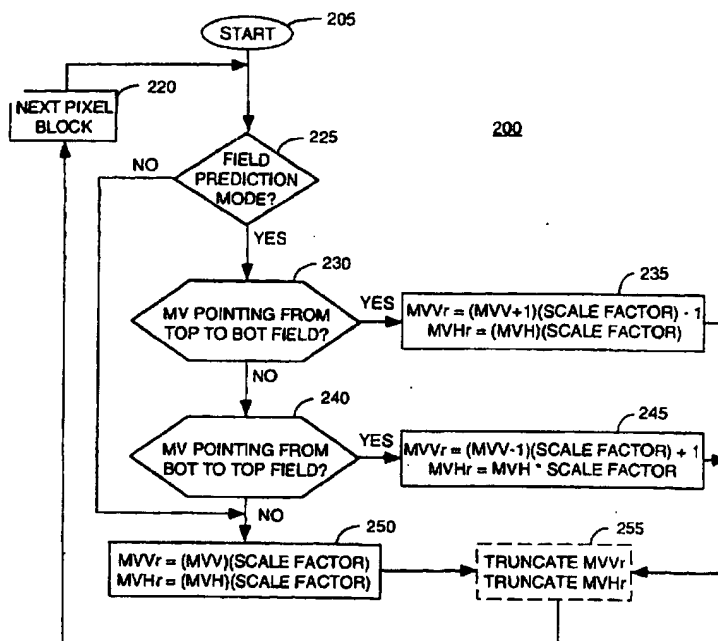 205
START
220
NEXT PIXEL
BLOCK
225
200
FIELD
PREDICTION
MODE?
NO
YES
230
MV POINTING FROM
TOP TO BOT FIELD?
YES
235
MVVr = (MVV+1)(SCALE FACTOR) - 1
MVHr = (MVH)(SCALE FACTOR)
NO
240
MV POINTING FROM
BOT TO TOP FIELD?
YES
245
MVVr = (MVV-1)(SCALE FACTOR) + 1
MVHr = MVH * SCALE FACTOR
NO
250
MVVr = (MVV)(SCALE FACTOR)
MVHr = (MVH)(SCALE FACTOR)
255
TRUNCATE MVVr
TRUNCATE MVHr